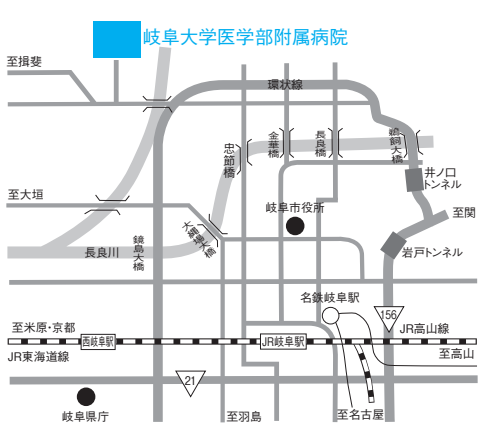 岐阜大学医学部附属病院
至揖斐
環状線
忠節橋
金華橋
長良橋
鵜飼大橋
井ノ口
トンネル
至大垣
岐阜市役所
至関
大縄場大橋
鏡島大橋
長良川
岩戸トンネル
名鉄岐阜駅
156
至米原・京都
西岐阜駅
JR岐阜駅
JR高山線
JR東海道線
至高山
21
岐阜県庁
至羽島
至名古屋